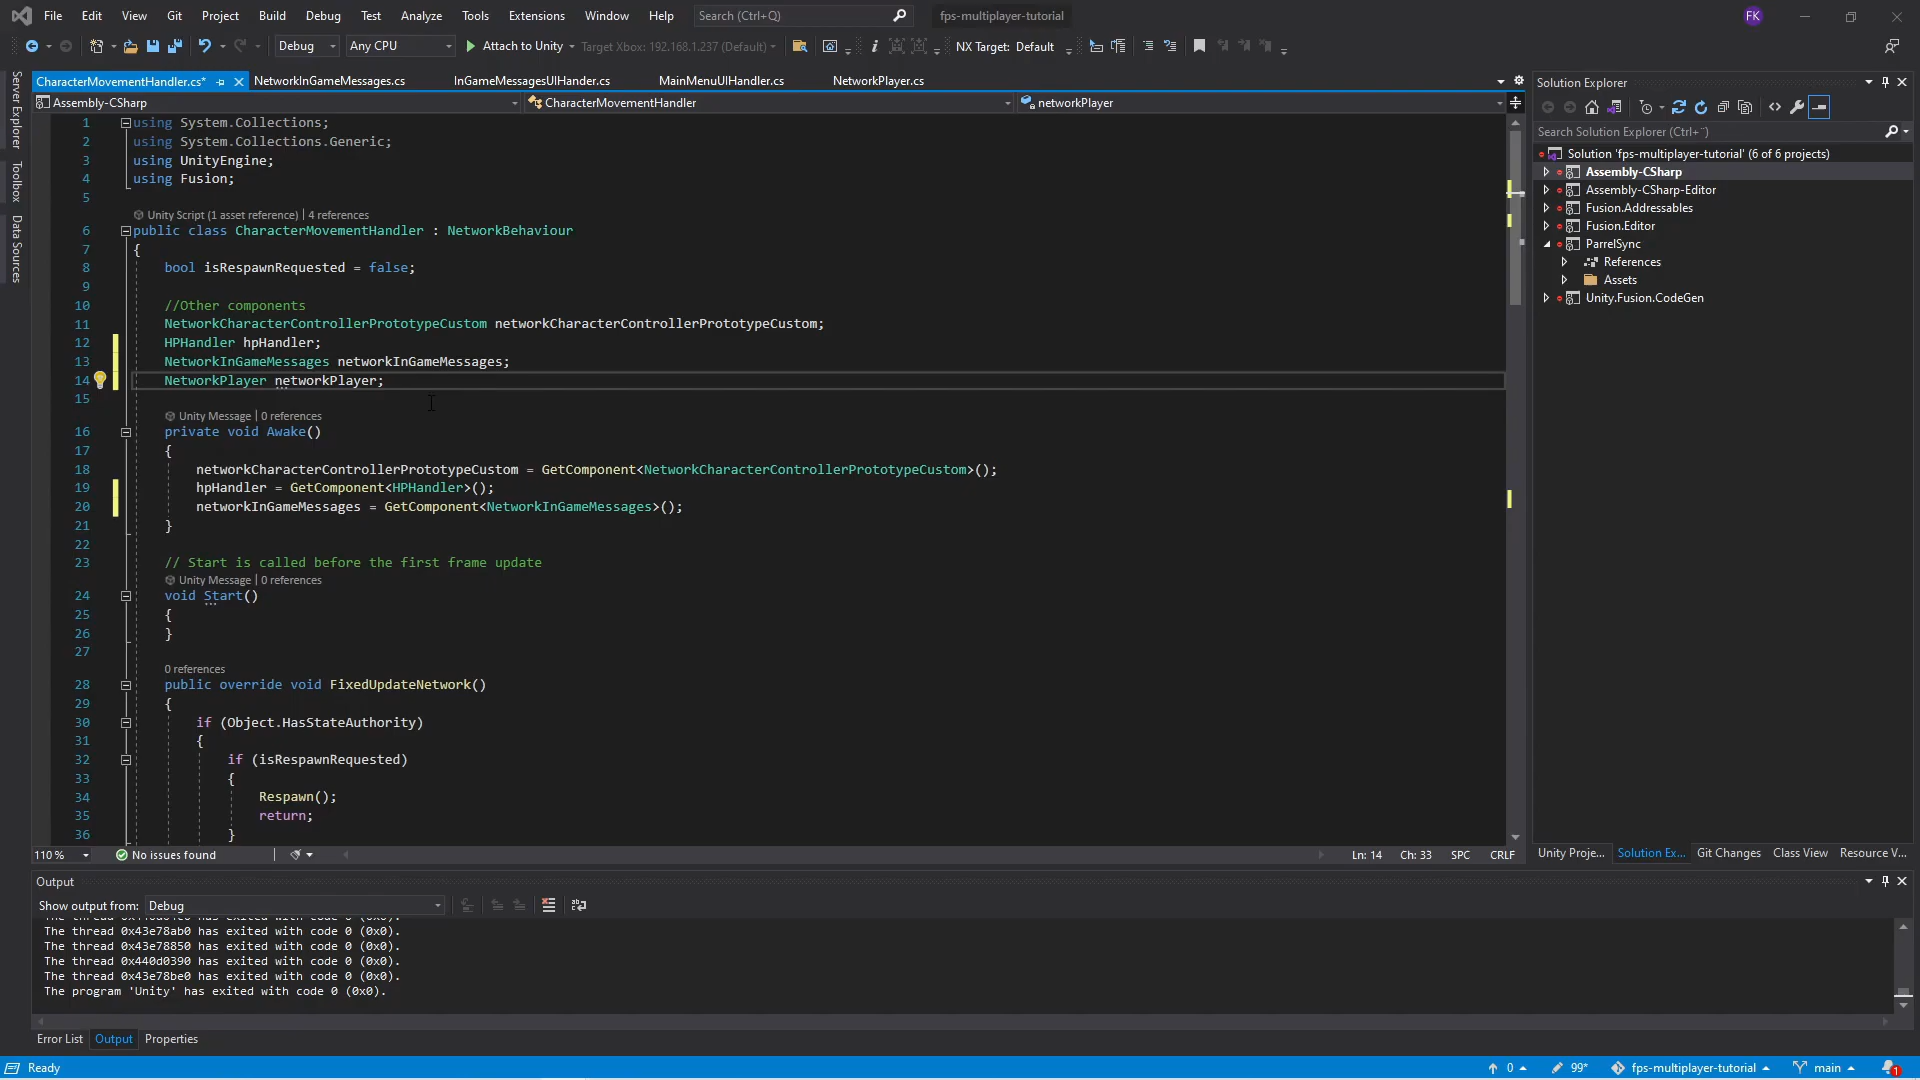 File Edit View Git Project Build Debug Test Analyze Tools Extensions Window Help Search (Ctrl+Q) fps-multiplayer-tutorial FK
Debug Any CPU Attach to Unity Target Xbox: 192.168.1.237 (Default) NX Target: Default
CharacterMovementHandler.cs* NetworkInGameMessages.cs InGameMessagesUIHander.cs MainMenuUIHandler.cs NetworkPlayer.cs
Assembly-CSharp CharacterMovementHandler networkPlayer
Server Explorer
Toolbox
Data Sources
1 using System.Collections;
2 using System.Collections.Generic;
3 using UnityEngine;
4 using Fusion;
5
Unity Script (1 asset reference) | 4 references
6 public class CharacterMovementHandler : NetworkBehaviour
7 {
8 bool isRespawnRequested = false;
9
10 //Other components
11 NetworkCharacterControllerPrototypeCustom networkCharacterControllerPrototypeCustom;
12 HPHandler hpHandler;
13 NetworkInGameMessages networkInGameMessages;
14 NetworkPlayer networkPlayer;
15
Unity Message | 0 references
16 private void Awake()
17 {
18 networkCharacterControllerPrototypeCustom = GetComponent<NetworkCharacterControllerPrototypeCustom>();
19 hpHandler = GetComponent<HPHandler>();
20 networkInGameMessages = GetComponent<NetworkInGameMessages>();
21 }
22
23 // Start is called before the first frame update
Unity Message | 0 references
24 void Start()
25 {
26 }
27
0 references
28 public override void FixedUpdateNetwork()
29 {
30 if (Object.HasStateAuthority)
31 {
32 if (isRespawnRequested)
33 {
34 Respawn();
35 return;
36 }
110 % No issues found Ln: 14 Ch: 33 SPC CRLF
Solution Explorer
Search Solution Explorer (Ctrl+¨)
Solution 'fps-multiplayer-tutorial' (6 of 6 projects)
Assembly-CSharp
Assembly-CSharp-Editor
Fusion.Addressables
Fusion.Editor
ParrelSync
References
Assets
Unity.Fusion.CodeGen
Unity Proje... Solution Ex... Git Changes Class View Resource V...
Output
Show output from: Debug
The thread 0x43e78ab0 has exited with code 0 (0x0).
The thread 0x43e78850 has exited with code 0 (0x0).
The thread 0x440d0390 has exited with code 0 (0x0).
The thread 0x43e78be0 has exited with code 0 (0x0).
The program 'Unity' has exited with code 0 (0x0).
Error List Output Properties
Ready 0 99* fps-multiplayer-tutorial main 1